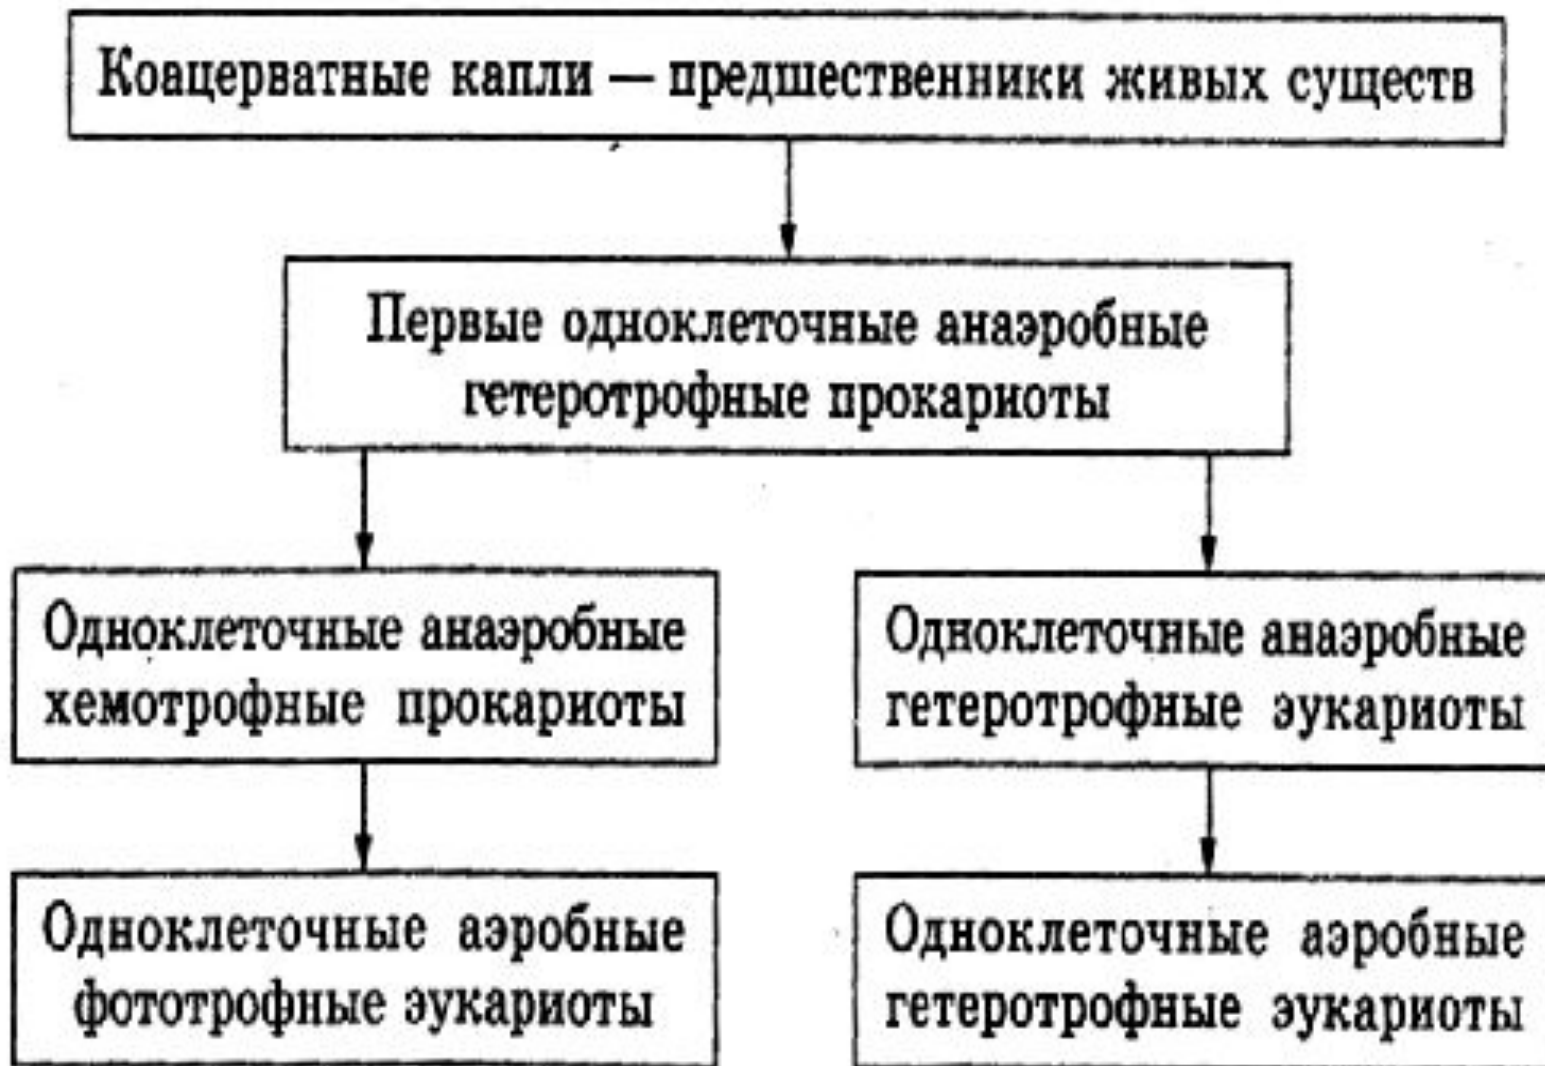 Коацерватные капли — предшественники живых существ
Первые одноклеточные анаэробные
гетеротрофные прокариоты
Одноклеточные анаэробные
хемотрофные прокариоты
Одноклеточные анаэробные
гетеротрофные эукариоты
Одноклеточные аэробные
фототрофные эукариоты
Одноклеточные аэробные
гетеротрофные эукариоты